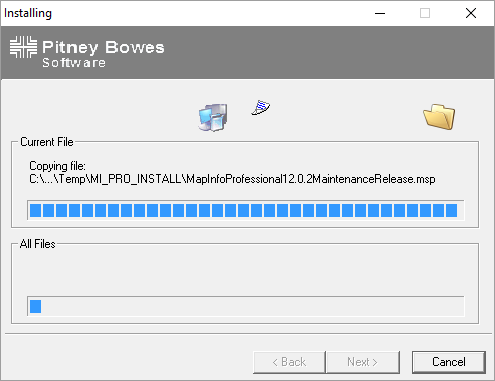 Installing
Pitney Bowes
Software
Current File
Copying file:
C:\...\Temp\MI_PRO_INSTALL\MapInfoProfessional12.0.2MaintenanceRelease.msp
All Files
< Back
Next >
Cancel